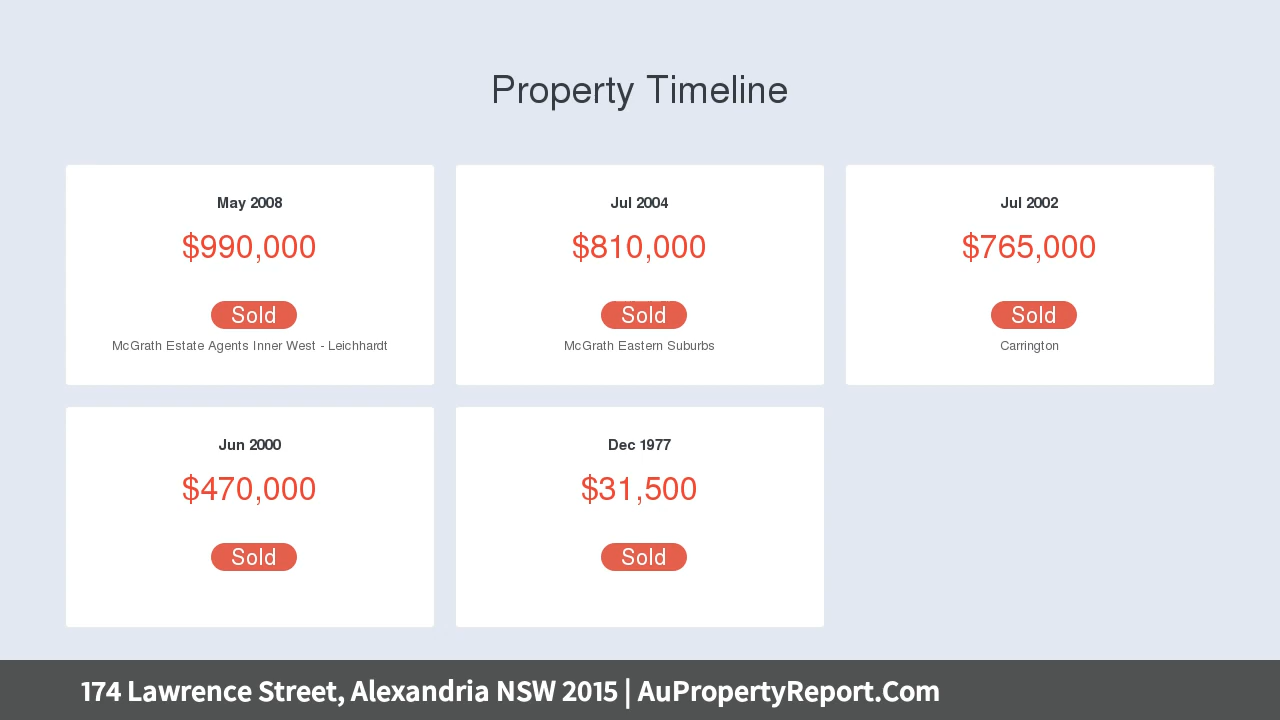 Property Timeline
May 2008
$990,000
Sold
McGrath Estate Agents Inner West - Leichhardt
Jul 2004
$810,000
Sold
McGrath Eastern Suburbs
Jul 2002
$765,000
Sold
Carrington
Jun 2000
$470,000
Sold
Dec 1977
$31,500
Sold
174 Lawrence Street, Alexandria NSW 2015 | AuPropertyReport.Com